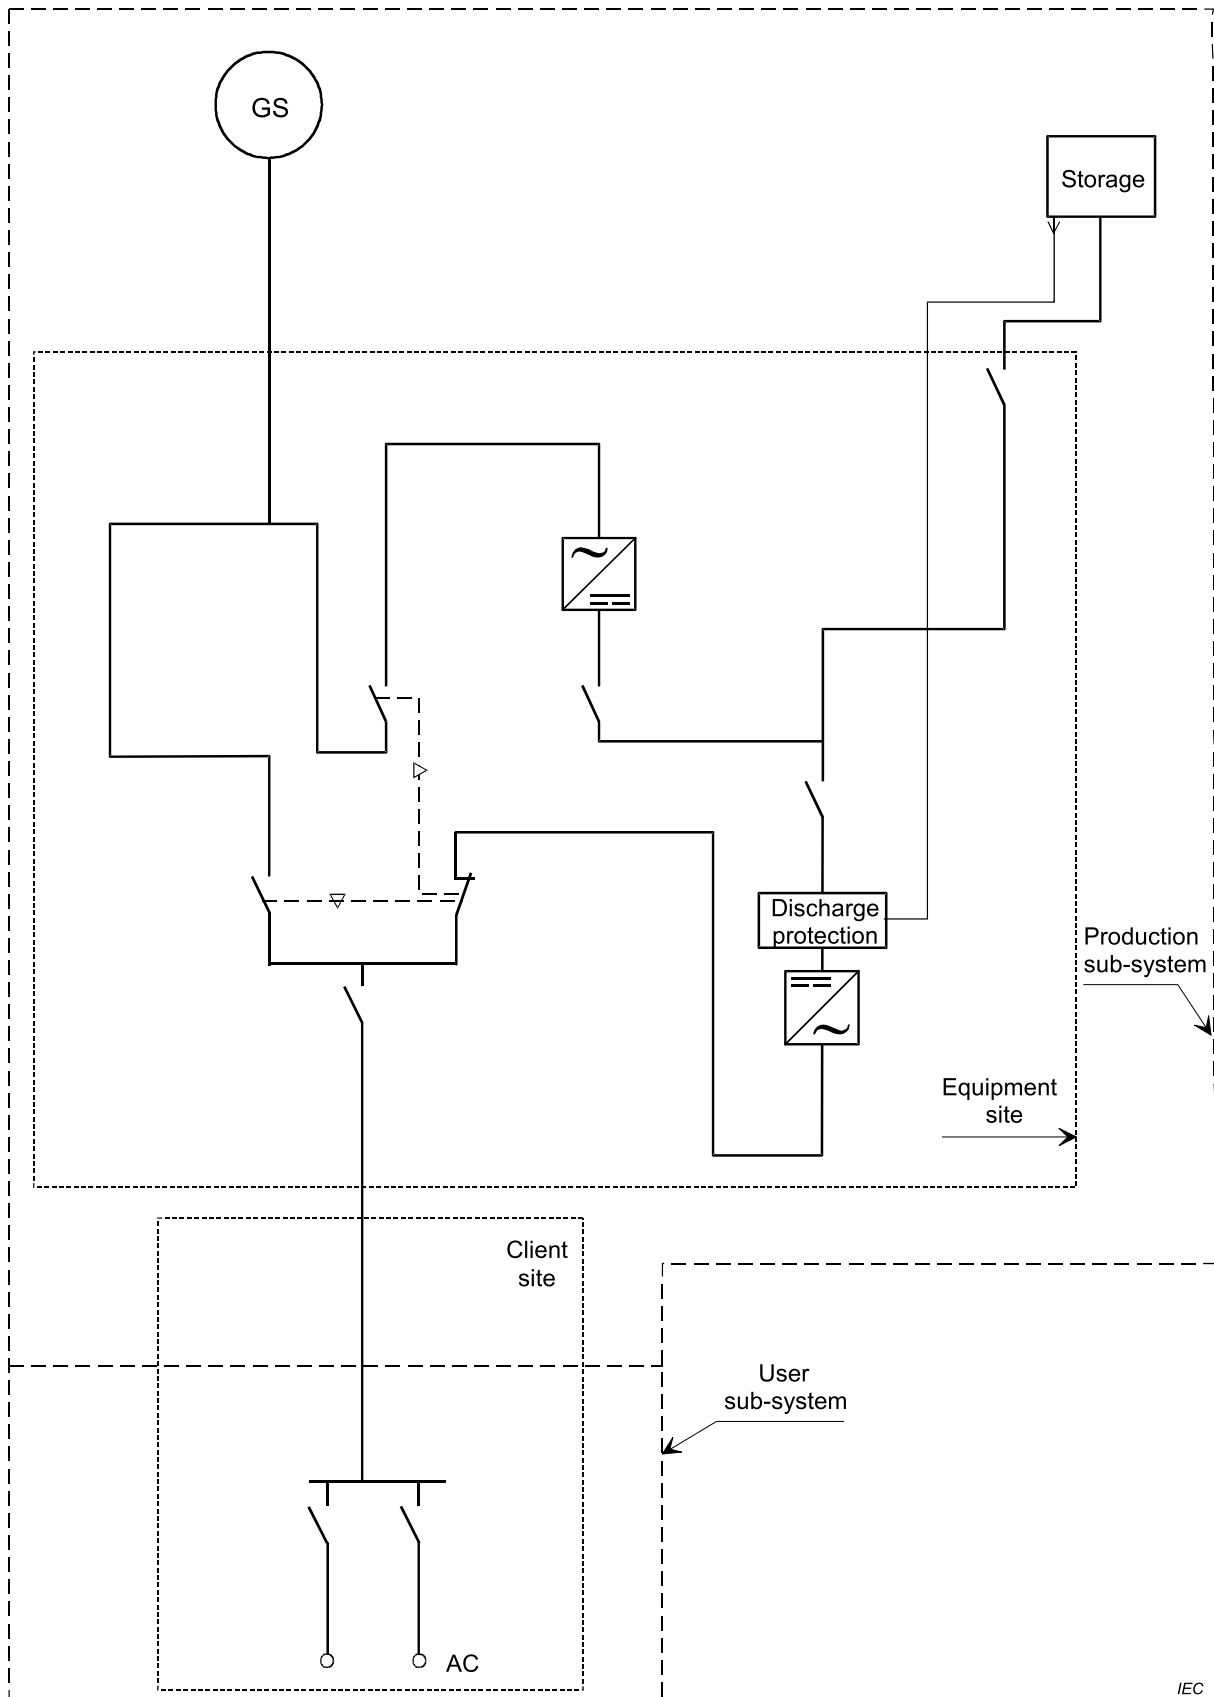 GS
Storage
Discharge
protection
Production
sub-system
Equipment
site
Client
site
User
sub-system
AC
IEC